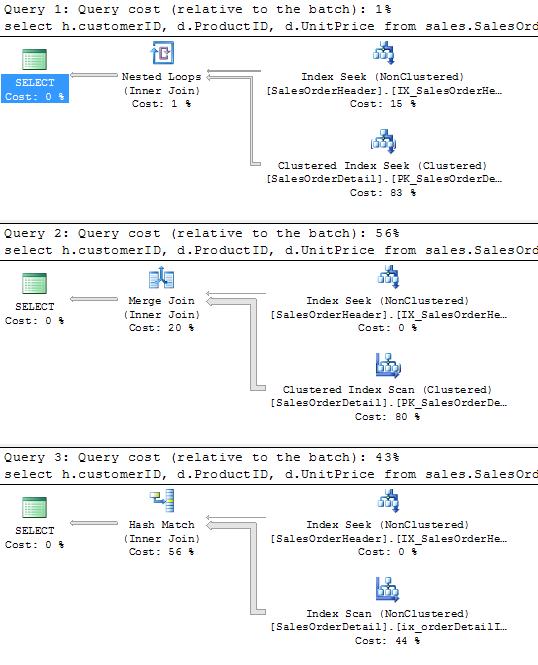 Query 1: Query cost (relative to the batch): 1%
select h.customerID, d.ProductID, d.UnitPrice from sales.SalesOrd
SELECT
Cost: 0 %
Nested Loops
(Inner Join)
Cost: 1 %
Index Seek (NonClustered)
[SalesOrderHeader].[IX_SalesOrderHe…
Cost: 15 %
Clustered Index Seek (Clustered)
[SalesOrderDetail].[PK_SalesOrderDe…
Cost: 83 %
Query 2: Query cost (relative to the batch): 56%
select h.customerID, d.ProductID, d.UnitPrice from sales.SalesOrd
SELECT
Cost: 0 %
Merge Join
(Inner Join)
Cost: 20 %
Index Seek (NonClustered)
[SalesOrderHeader].[IX_SalesOrderHe…
Cost: 0 %
Clustered Index Scan (Clustered)
[SalesOrderDetail].[PK_SalesOrderDe…
Cost: 80 %
Query 3: Query cost (relative to the batch): 43%
select h.customerID, d.ProductID, d.UnitPrice from sales.SalesOrd
SELECT
Cost: 0 %
Hash Match
(Inner Join)
Cost: 56 %
Index Seek (NonClustered)
[SalesOrderHeader].[IX_SalesOrderHe…
Cost: 0 %
Index Scan (NonClustered)
[SalesOrderDetail].[ix_orderDetailI…
Cost: 44 %